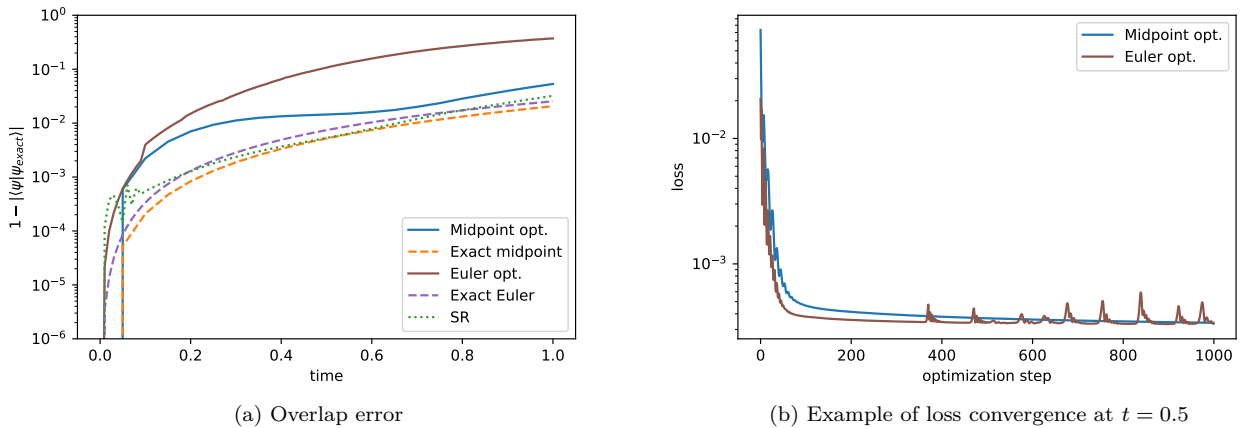 10⁰
10⁻¹
10⁻²
10⁻³
10⁻⁴
10⁻⁵
10⁻⁶
1 − |⟨ψ|ψ_exact⟩|
0.0 0.2 0.4 0.6 0.8 1.0
time
Midpoint opt.
Exact midpoint
Euler opt.
Exact Euler
SR
(a) Overlap error
10⁻²
10⁻³
loss
0 200 400 600 800 1000
optimization step
Midpoint opt.
Euler opt.
(b) Example of loss convergence at t = 0.5